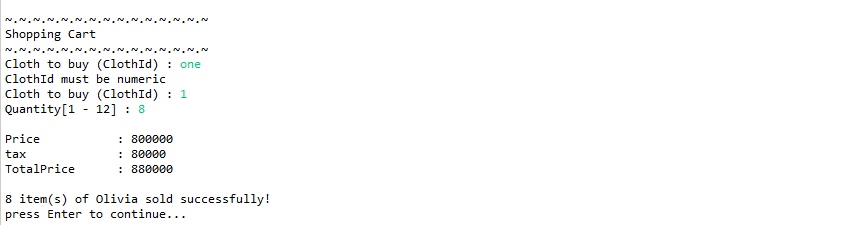 ~.~.~.~.~.~.~.~.~.~.~.~.~.~.~
Shopping Cart
~.~.~.~.~.~.~.~.~.~.~.~.~.~.~
Cloth to buy (ClothId) : one
ClothId must be numeric
Cloth to buy (ClothId) : 1
Quantity[1 - 12] : 8
Price           : 800000
tax             : 80000
TotalPrice      : 880000
8 item(s) of Olivia sold successfully!
press Enter to continue...